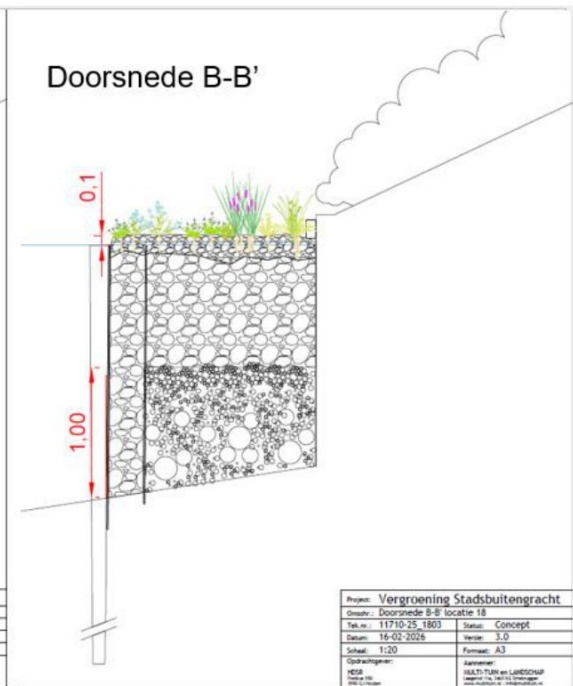 Doorsnede B-B'
0,1
1,00
Project: Vergroening Stadsbuitengracht
Omschr.: Doorsnede B-B' locatie 18
Tek.nr.: 11710-25_1803 Status: Concept
Datum: 16-02-2026 Versie: 3.0
Schaal: 1:20 Formaat: A3
Opdrachtgever: Aannemer:
HDSR MULTI-TUIN en LANDSCHAP